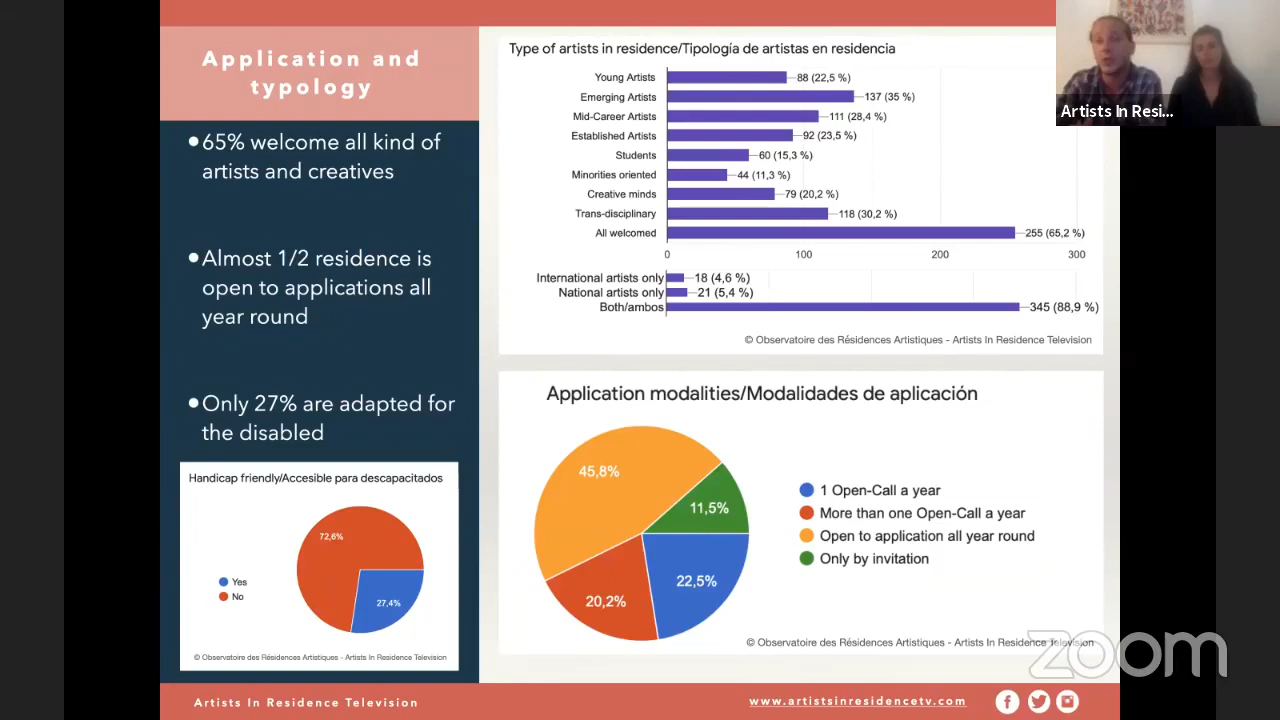 Application and
typology
●65% welcome all kind of
artists and creatives
●Almost 1/2 residence is
open to applications all
year round
●Only 27% are adapted for
the disabled
Handicap friendly/Accesible para descapacitados
72,6%
Yes
No
27,4%
© Observatoire des Résidences Artistiques - Artists In Residence Television
Type of artists in residence/Tipología de artistas en residencia
Young Artists 88 (22,5 %)
Emerging Artists 137 (35 %)
Mid-Career Artists 111 (28,4 %)
Established Artists 92 (23,5 %)
Students 60 (15,3 %)
Minorities oriented 44 (11,3 %)
Creative minds 79 (20,2 %)
Trans-disciplinary 118 (30,2 %)
All welcomed 255 (65,2 %)
0 100 200 300
International artists only 18 (4,6 %)
National artists only 21 (5,4 %)
Both/ambos 345 (88,9 %)
© Observatoire des Résidences Artistiques - Artists In Residence Television
Application modalities/Modalidades de aplicación
45,8%
11,5%
22,5%
20,2%
1 Open-Call a year
More than one Open-Call a year
Open to application all year round
Only by invitation
© Observatoire des Résidences Artistiques - Artists In Residence Television
Artists In Resi...
zoom
Artists In Residence Television
www.artistsinresidencetv.com